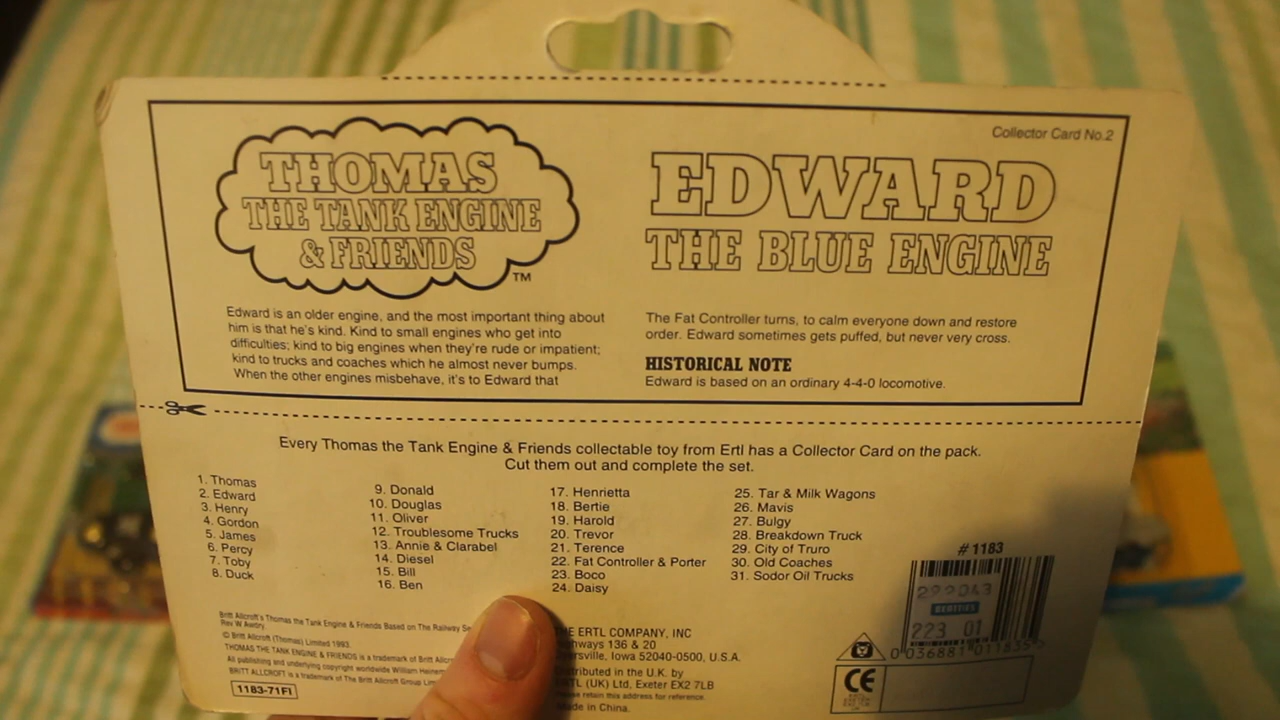 Collector Card No.2
THOMAS
THE TANK ENGINE
& FRIENDS
TM
EDWARD
THE BLUE ENGINE
Edward is an older engine, and the most important thing about
him is that he's kind. Kind to small engines who get into
difficulties; kind to big engines when they're rude or impatient;
kind to trucks and coaches which he almost never bumps.
When the other engines misbehave, it's to Edward that
The Fat Controller turns, to calm everyone down and restore
order. Edward sometimes gets puffed, but never very cross.
HISTORICAL NOTE
Edward is based on an ordinary 4-4-0 locomotive.
Every Thomas the Tank Engine & Friends collectable toy from Ertl has a Collector Card on the pack.
Cut them out and complete the set.
1. Thomas
2. Edward
3. Henry
4. Gordon
5. James
6. Percy
7. Toby
8. Duck
9. Donald
10. Douglas
11. Oliver
12. Troublesome Trucks
13. Annie & Clarabel
14. Diesel
15. Bill
16. Ben
17. Henrietta
18. Bertie
19. Harold
20. Trevor
21. Terence
22. Fat Controller & Porter
23. Boco
24. Daisy
25. Tar & Milk Wagons
26. Mavis
27. Bulgy
28. Breakdown Truck
29. City of Truro
30. Old Coaches
31. Sodor Oil Trucks
# 1183
223 01
0 036881 011835
Britt Allcroft's Thomas the Tank Engine & Friends Based on The Railway
Rev W Awdry.
© Britt Allcroft (Thomas) Limited 1993.
THOMAS THE TANK ENGINE & FRIENDS is a trademark of Britt
All publishing and underlying copyright worldwide William
BRITT ALLCROFT is a trademark of The Britt Allcroft Group
1183-71FI
ERTL COMPANY, INC
136 & 20
Iowa 52040-0500, U.S.A.
in the U.K. by
(UK) Ltd, Exeter EX2 7LB
retain this address for reference.
in China.
CE